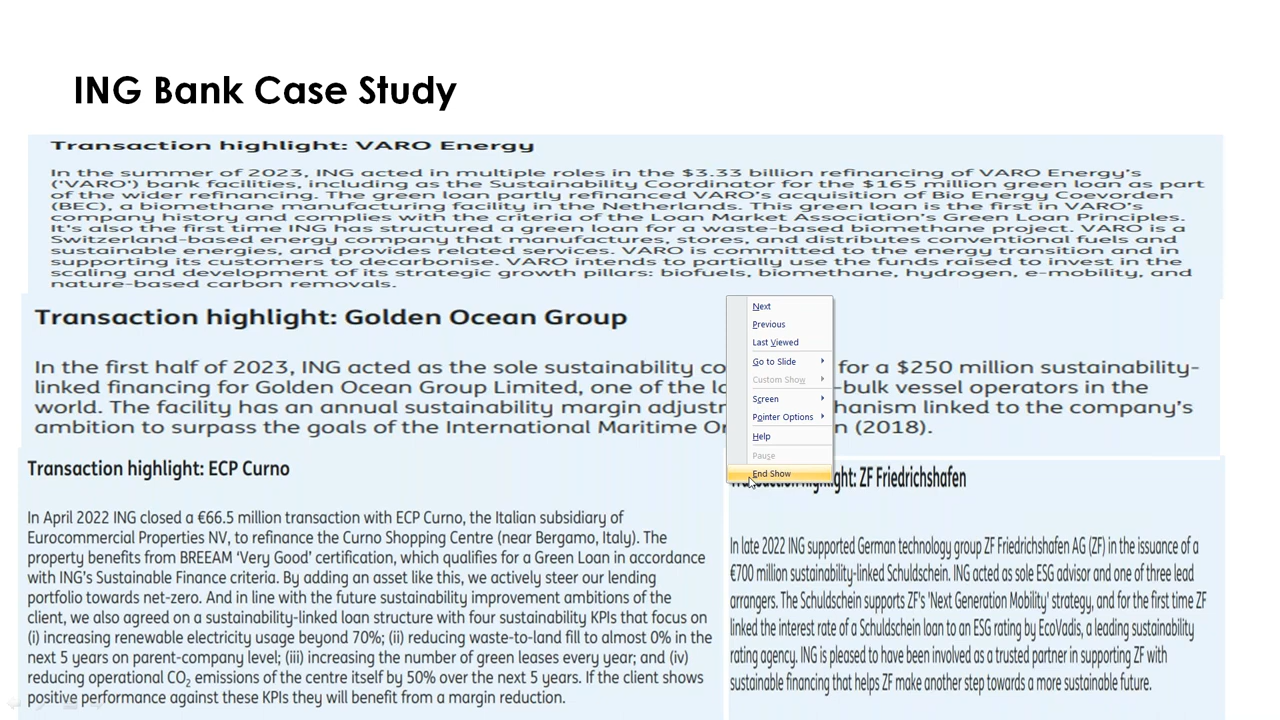 ING Bank Case Study
Transaction highlight: VARO Energy
In the summer of 2023, ING acted in multiple roles in the $3.33 billion refinancing of VARO Energy's
('VARO') bank facilities, including as the Sustainability Coordinator for the $165 million green loan as part
of the wider refinancing. The green loan partly refinanced VARO's acquisition of Bio Energy Coevorden
(BEC), a biomethane manufacturing facility in the Netherlands. This green loan is the first in VARO's
company history and complies with the criteria of the Loan Market Association's Green Loan Principles.
It's also the first time ING has structured a green loan for a waste-based biomethane project. VARO is a
Switzerland-based energy company that manufactures, stores, and distributes conventional fuels and
sustainable energies, and provides related services. VARO is committed to the energy transition and in
supporting its customers to decarbonise. VARO intends to partially use the funds raised to invest in the
scaling and development of its strategic growth pillars: biofuels, biomethane, hydrogen, e-mobility, and
nature-based carbon removals.
Transaction highlight: Golden Ocean Group
In the first half of 2023, ING acted as the sole sustainability co for a $250 million sustainability-
linked financing for Golden Ocean Group Limited, one of the -bulk vessel operators in the
world. The facility has an annual sustainability margin linked to the company's
ambition to surpass the goals of the International Maritime (2018).
Next
Previous
Last Viewed
Go to Slide
Custom Show
Screen
Pointer Options
Help
Pause
End Show
Transaction highlight: ECP Curno
In April 2022 ING closed a €66.5 million transaction with ECP Curno, the Italian subsidiary of
Eurocommercial Properties NV, to refinance the Curno Shopping Centre (near Bergamo, Italy). The
property benefits from BREEAM 'Very Good' certification, which qualifies for a Green Loan in accordance
with ING's Sustainable Finance criteria. By adding an asset like this, we actively steer our lending
portfolio towards net-zero. And in line with the future sustainability improvement ambitions of the
client, we also agreed on a sustainability-linked loan structure with four sustainability KPIs that focus on
(i) increasing renewable electricity usage beyond 70%; (ii) reducing waste-to-land fill to almost 0% in the
next 5 years on parent-company level; (iii) increasing the number of green leases every year; and (iv)
reducing operational CO₂ emissions of the centre itself by 50% over the next 5 years. If the client shows
positive performance against these KPIs they will benefit from a margin reduction.
ght: ZF Friedrichshafen
In late 2022 ING supported German technology group ZF Friedrichshafen AG (ZF) in the issuance of a
€700 million sustainability-linked Schuldschein. ING acted as sole ESG advisor and one of three lead
arrangers. The Schuldschein supports ZF's 'Next Generation Mobility' strategy, and for the first time ZF
linked the interest rate of a Schuldschein loan to an ESG rating by EcoVadis, a leading sustainability
rating agency. ING is pleased to have been involved as a trusted partner in supporting ZF with
sustainable financing that helps ZF make another step towards a more sustainable future.